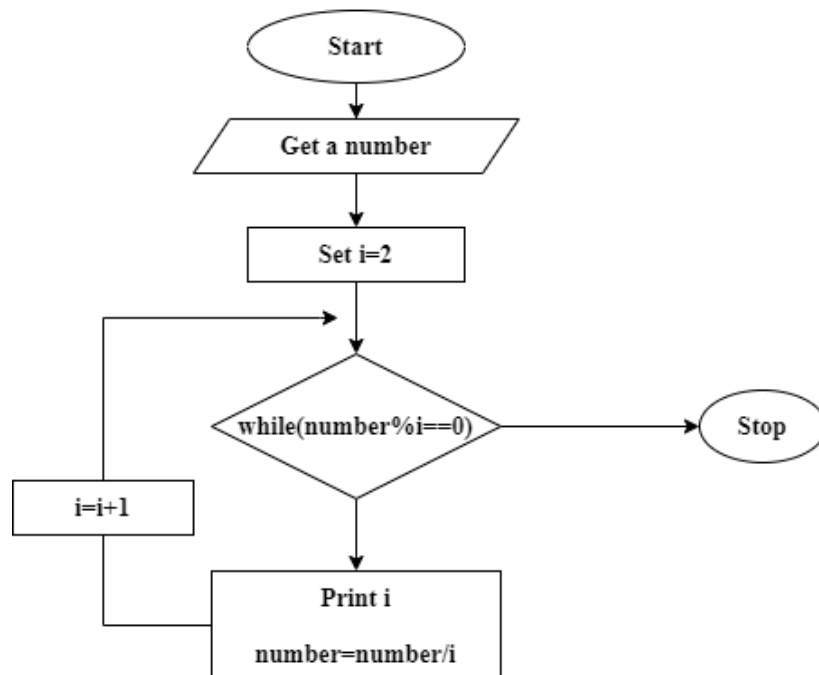 Start
Get a number
Set i=2
while(number%i==0)
Stop
i=i+1
Print i
number=number/i